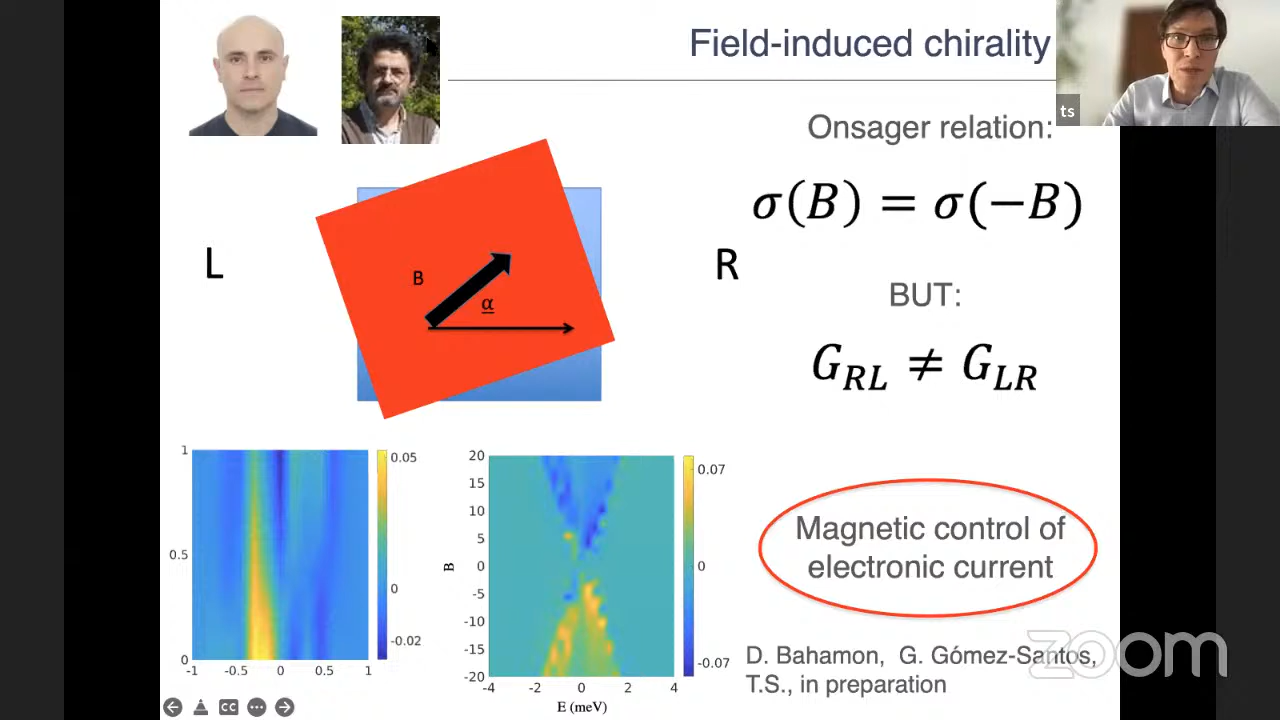 Field-induced chirality
ts
Onsager relation:
σ(B) = σ(−B)
BUT:
G_RL ≠ G_LR
L
R
B
α
1
0.5
0
-1 -0.5 0 0.5 1
0.05
0
-0.02
B
20
15
10
5
0
-5
-10
-15
-20
-4 -2 0 2 4
E (meV)
0.07
0
-0.07
Magnetic control of
electronic current
D. Bahamon, G. Gómez-Santos,
T.S., in preparation
CC
zoom